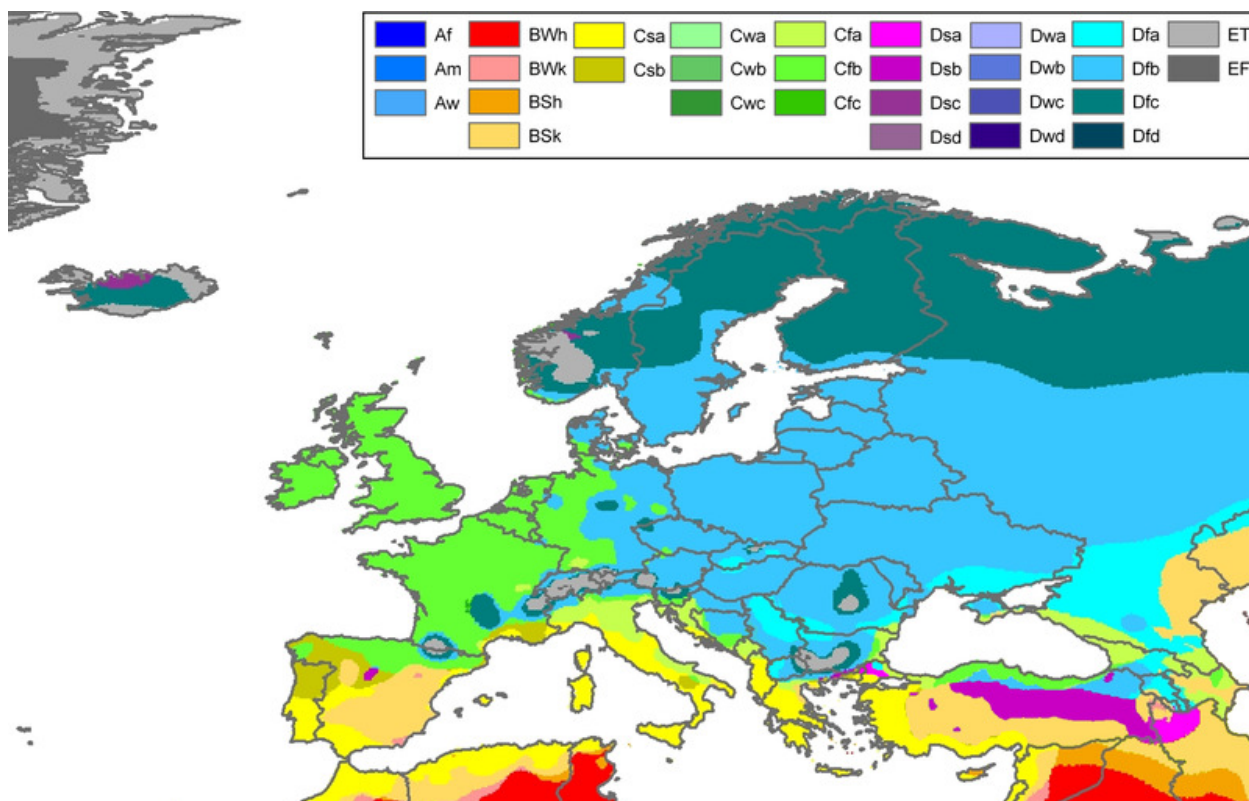 Af BWh Csa Cwa Cfa Dsa Dwa Dfa ET
Am BWk Csb Cwb Cfb Dsb Dwb Dfb EF
Aw BSh Cwc Cfc Dsc Dwc Dfc
BSk Dsd Dwd Dfd